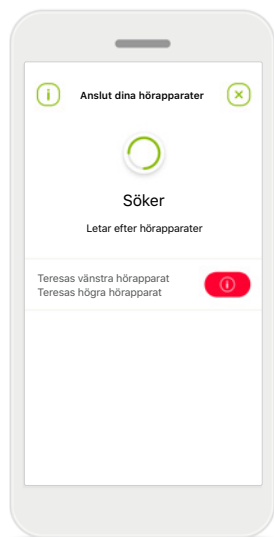 Anslut dina hörapparater
Söker
Letar efter hörapparater
Teresas vänstra hörapparat
Teresas högra hörapparat